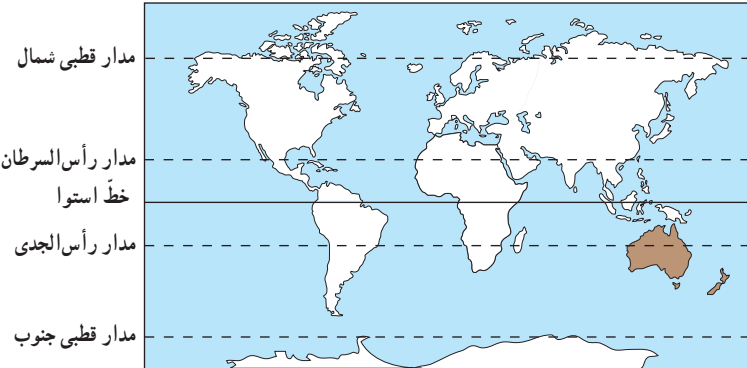 مدار قطبی شمال
مدار رأس‌السرطان
خطّ استوا
مدار رأس‌الجدی
مدار قطبی جنوب